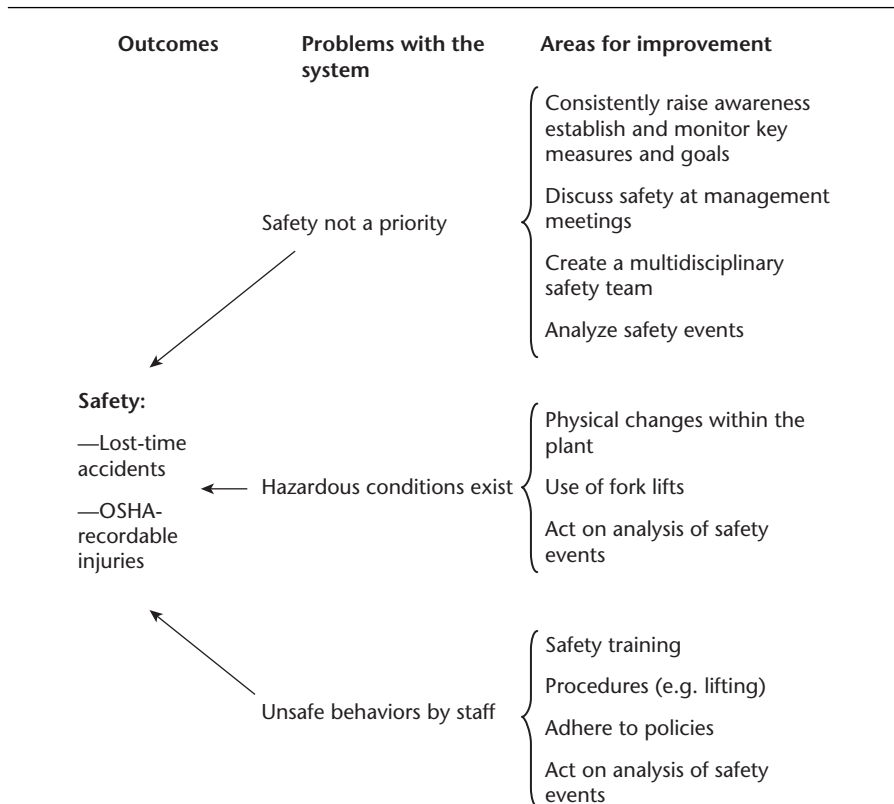 Outcomes
Problems with the
system
Areas for improvement
Consistently raise awareness
establish and monitor key
measures and goals
Discuss safety at management
meetings
Safety not a priority
Create a multidisciplinary
safety team
Analyze safety events
Safety:
—Lost-time
accidents
—OSHA-
recordable
injuries
Hazardous conditions exist
Physical changes within the
plant
Use of fork lifts
Act on analysis of safety
events
Unsafe behaviors by staff
Safety training
Procedures (e.g. lifting)
Adhere to policies
Act on analysis of safety
events